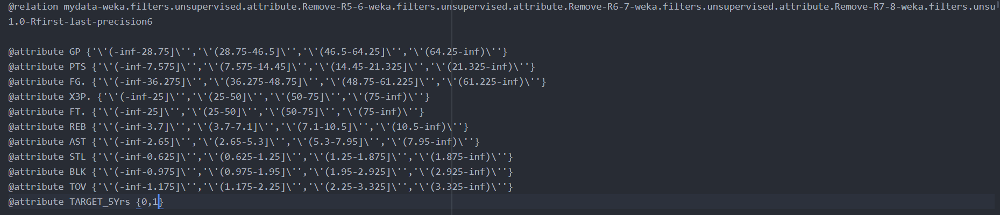 @relation mydata-weka.filters.unsupervised.attribute.Remove-R5-6-weka.filters.unsupervised.attribute.Remove-R6-7-weka.filters.unsupervised.attribute.Remove-R7-8-weka.filters.unsu
1.0-Rfirst-last-precision6
@attribute GP {'\'(-inf-28.75]\'','\'(28.75-46.5]\'','\'(46.5-64.25]\'','\'(64.25-inf)\''}
@attribute PTS {'\'(-inf-7.575]\'','\'(7.575-14.45]\'','\'(14.45-21.325]\'','\'(21.325-inf)\''}
@attribute FG. {'\'(-inf-36.275]\'','\'(36.275-48.75]\'','\'(48.75-61.225]\'','\'(61.225-inf)\''}
@attribute X3P. {'\'(-inf-25]\'','\'(25-50]\'','\'(50-75]\'','\'(75-inf)\''}
@attribute FT. {'\'(-inf-25]\'','\'(25-50]\'','\'(50-75]\'','\'(75-inf)\''}
@attribute REB {'\'(-inf-3.7]\'','\'(3.7-7.1]\'','\'(7.1-10.5]\'','\'(10.5-inf)\''}
@attribute AST {'\'(-inf-2.65]\'','\'(2.65-5.3]\'','\'(5.3-7.95]\'','\'(7.95-inf)\''}
@attribute STL {'\'(-inf-0.625]\'','\'(0.625-1.25]\'','\'(1.25-1.875]\'','\'(1.875-inf)\''}
@attribute BLK {'\'(-inf-0.975]\'','\'(0.975-1.95]\'','\'(1.95-2.925]\'','\'(2.925-inf)\''}
@attribute TOV {'\'(-inf-1.175]\'','\'(1.175-2.25]\'','\'(2.25-3.325]\'','\'(3.325-inf)\''}
@attribute TARGET_5Yrs {0,1}